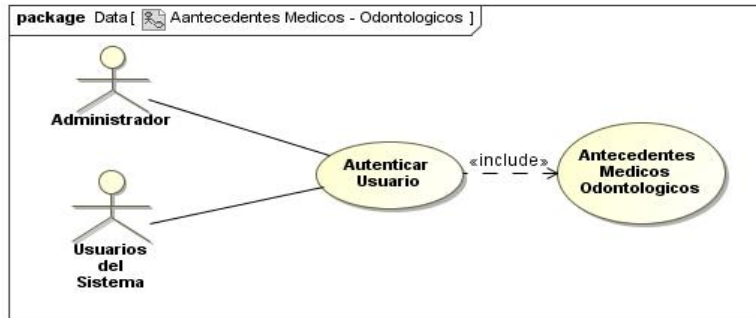 package Data [ Aantecedentes Medicos - Odontologicos ]
Administrador
Autenticar
Usuario
«include»
Antecedentes
Medicos
Odontologicos
Usuarios
del
Sistema